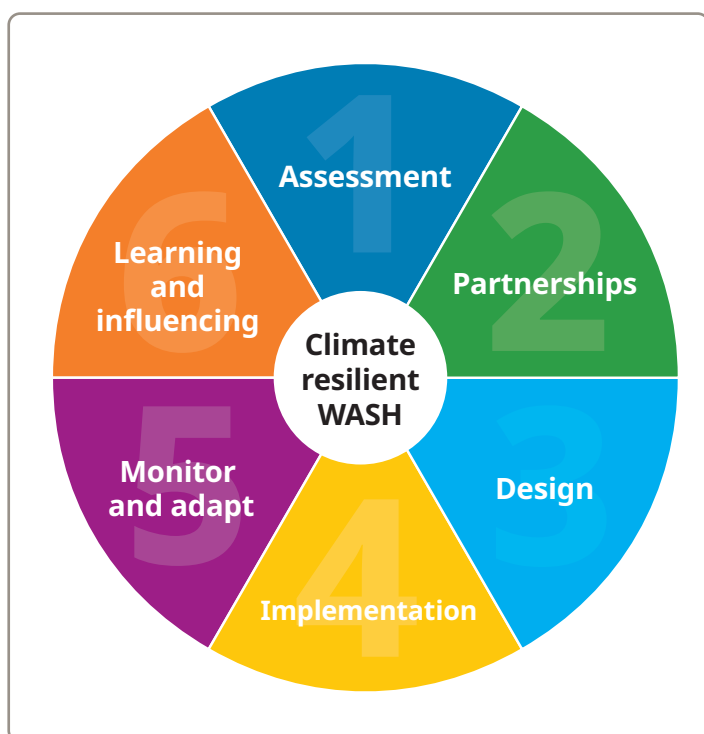 1
Assessment
2
Partnerships
3
Design
4
Implementation
5
Monitor
and adapt
6
Learning
and
influencing
Climate
resilient
WASH